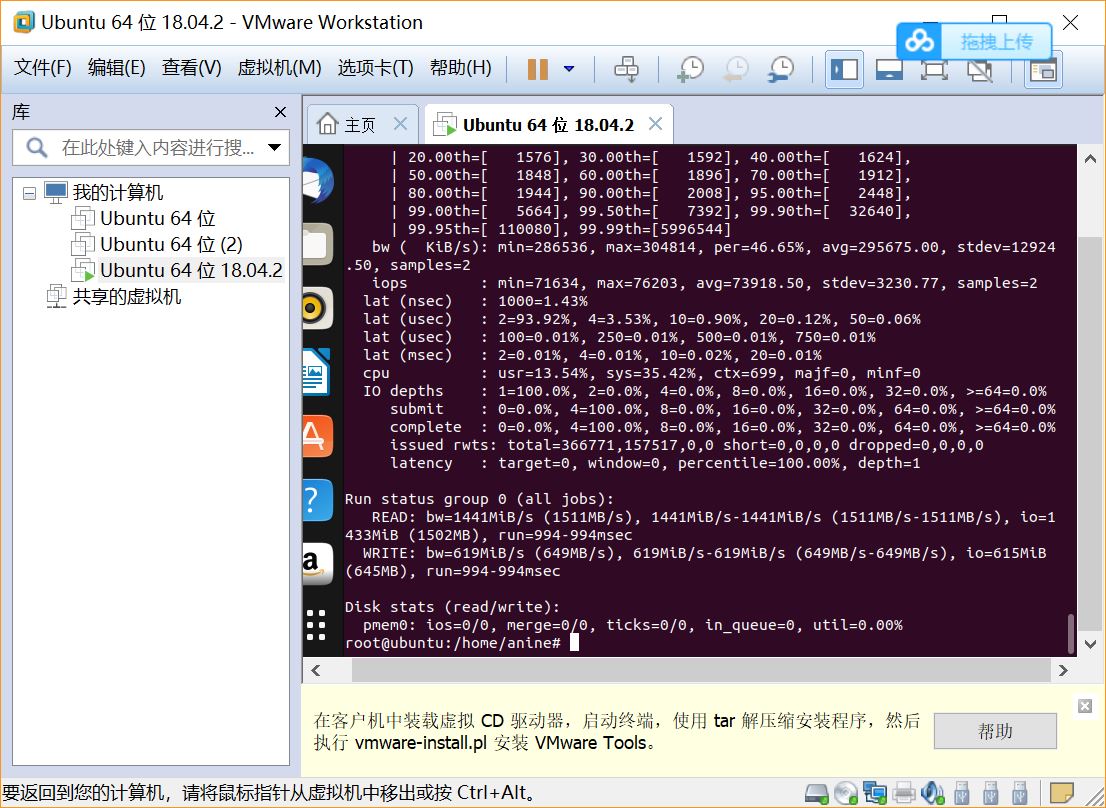 Ubuntu 64 位 18.04.2 - VMware Workstation
拖拽上传
文件(F) 编辑(E) 查看(V) 虚拟机(M) 选项卡(T) 帮助(H)
库
在此处键入内容进行搜...
我的计算机
Ubuntu 64 位
Ubuntu 64 位 (2)
Ubuntu 64 位 18.04.2
共享的虚拟机
主页
Ubuntu 64 位 18.04.2
| 20.00th=[ 1576], 30.00th=[ 1592], 40.00th=[ 1624],
| 50.00th=[ 1848], 60.00th=[ 1896], 70.00th=[ 1912],
| 80.00th=[ 1944], 90.00th=[ 2008], 95.00th=[ 2448],
| 99.00th=[ 5664], 99.50th=[ 7392], 99.90th=[ 32640],
| 99.95th=[ 110080], 99.99th=[5996544]
bw ( KiB/s): min=286536, max=304814, per=46.65%, avg=295675.00, stdev=12924
.50, samples=2
iops : min=71634, max=76203, avg=73918.50, stdev=3230.77, samples=2
lat (nsec) : 1000=1.43%
lat (usec) : 2=93.92%, 4=3.53%, 10=0.90%, 20=0.12%, 50=0.06%
lat (usec) : 100=0.01%, 250=0.01%, 500=0.01%, 750=0.01%
lat (msec) : 2=0.01%, 4=0.01%, 10=0.02%, 20=0.01%
cpu : usr=13.54%, sys=35.42%, ctx=699, majf=0, minf=0
IO depths : 1=100.0%, 2=0.0%, 4=0.0%, 8=0.0%, 16=0.0%, 32=0.0%, >=64=0.0%
submit : 0=0.0%, 4=100.0%, 8=0.0%, 16=0.0%, 32=0.0%, 64=0.0%, >=64=0.0%
complete : 0=0.0%, 4=100.0%, 8=0.0%, 16=0.0%, 32=0.0%, 64=0.0%, >=64=0.0%
issued rwts: total=366771,157517,0,0 short=0,0,0,0 dropped=0,0,0,0
latency : target=0, window=0, percentile=100.00%, depth=1
Run status group 0 (all jobs):
READ: bw=1441MiB/s (1511MB/s), 1441MiB/s-1441MiB/s (1511MB/s-1511MB/s), io=1
433MiB (1502MB), run=994-994msec
WRITE: bw=619MiB/s (649MB/s), 619MiB/s-619MiB/s (649MB/s-649MB/s), io=615MiB
(645MB), run=994-994msec
Disk stats (read/write):
pmem0: ios=0/0, merge=0/0, ticks=0/0, in_queue=0, util=0.00%
root@ubuntu:/home/anine#
在客户机中装载虚拟 CD 驱动器，启动终端，使用 tar 解压缩安装程序，然后
执行 vmware-install.pl 安装 VMware Tools。
帮助
要返回到您的计算机，请将鼠标指针从虚拟机中移出或按 Ctrl+Alt。